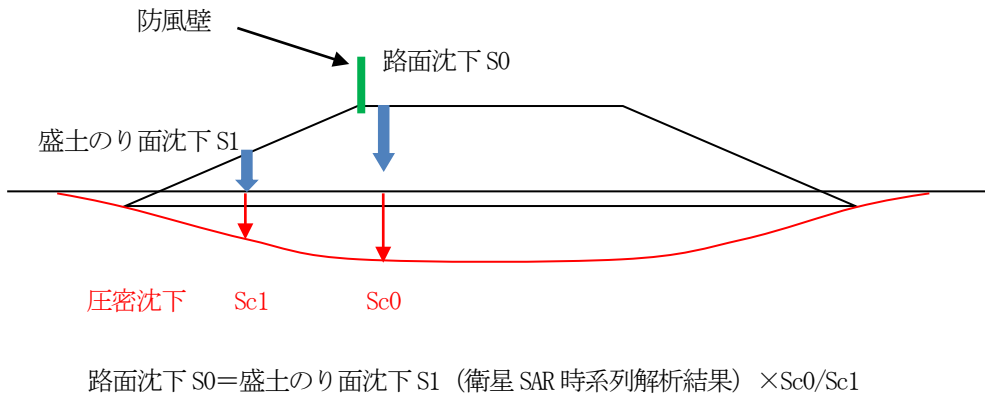 防風壁
路面沈下 S0
盛土のり面沈下 S1
圧密沈下 Sc1 Sc0
路面沈下 S0＝盛土のり面沈下 S1（衛星 SAR 時系列解析結果）×Sc0/Sc1